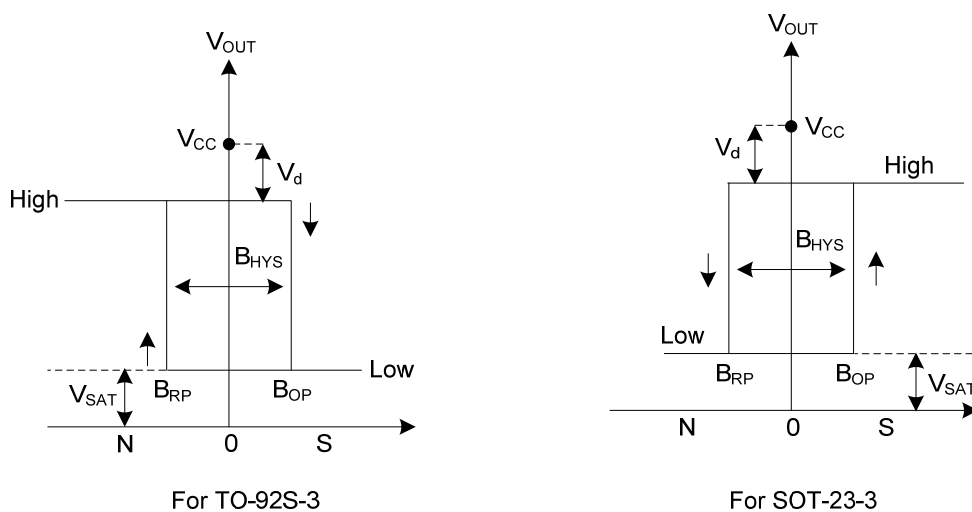 VOUT
VCC
Vd
High
BHYS
Low
VSAT
BRP
BOP
N
0
S
For TO-92S-3
VOUT
VCC
Vd
High
BHYS
Low
BRP
BOP
VSAT
N
0
S
For SOT-23-3